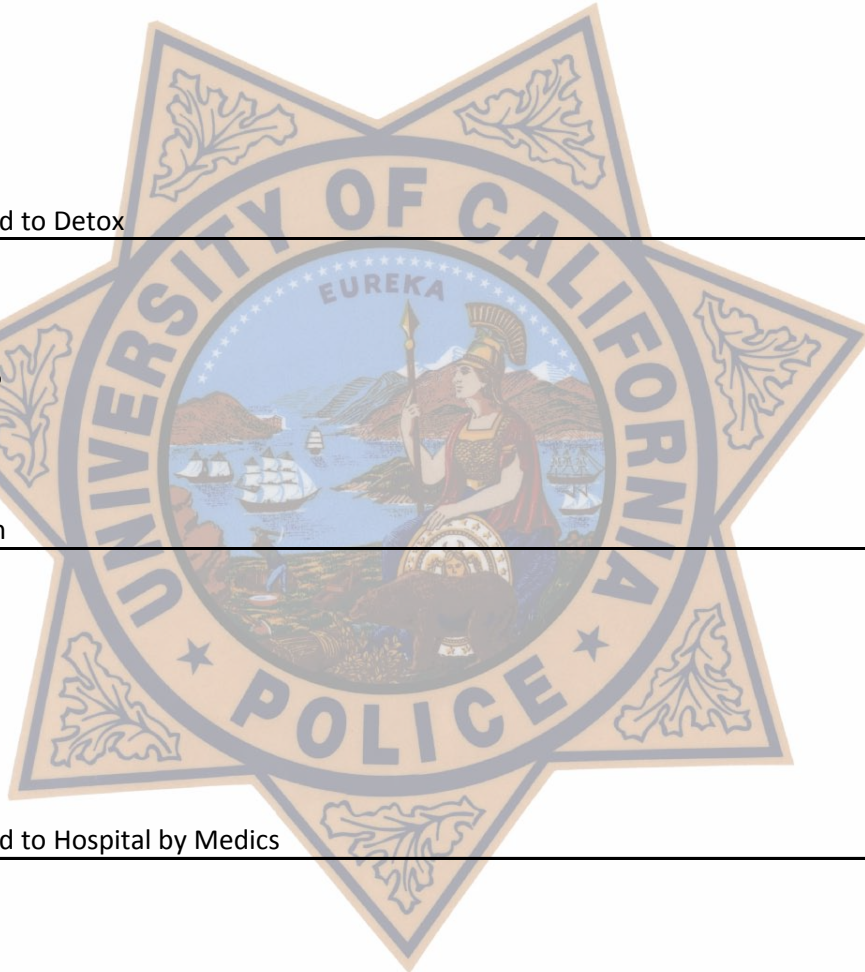 d to Detox
UNIVERSITY OF CALIFORNIA
EUREKA
n
POLICE
d to Hospital by Medics